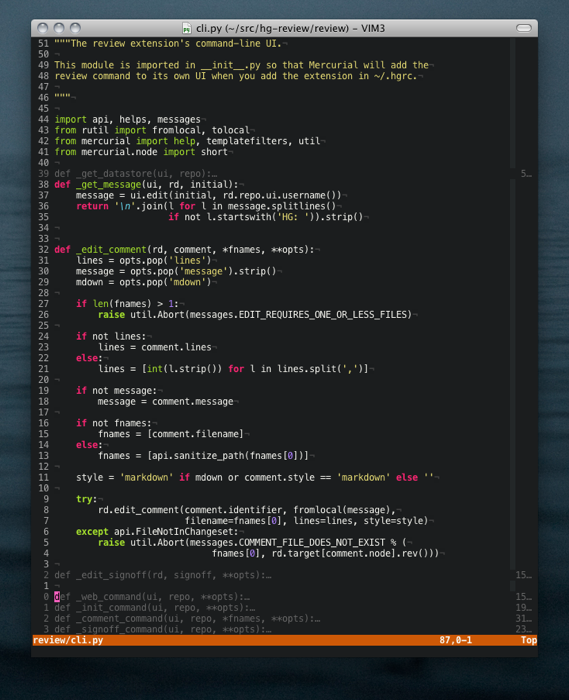 cli.py (~/src/hg-review/review) - VIM3
51 """The review extension's command-line UI.¬
50 ¬
49 This module is imported in __init__.py so that Mercurial will add the¬
48 review command to its own UI when you add the extension in ~/.hgrc.¬
47 ¬
46 """¬
45 ¬
44 import api, helps, messages¬
43 from rutil import fromlocal, tolocal¬
42 from mercurial import help, templatefilters, util¬
41 from mercurial.node import short¬
40 ¬
39 def _get_datastore(ui, repo):… 5…
38 def _get_message(ui, rd, initial):¬
37     message = ui.edit(initial, rd.repo.ui.username())¬
36     return '\n'.join(l for l in message.splitlines()¬
35                      if not l.startswith('HG: ')).strip()¬
34 ¬
33 ¬
32 def _edit_comment(rd, comment, *fnames, **opts):¬
31     lines = opts.pop('lines')¬
30     message = opts.pop('message').strip()¬
29     mdown = opts.pop('mdown')¬
28 ¬
27     if len(fnames) > 1:¬
26         raise util.Abort(messages.EDIT_REQUIRES_ONE_OR_LESS_FILES)¬
25 ¬
24     if not lines:¬
23         lines = comment.lines¬
22     else:¬
21         lines = [int(l.strip()) for l in lines.split(',')]¬
20 ¬
19     if not message:¬
18         message = comment.message¬
17 ¬
16     if not fnames:¬
15         fnames = [comment.filename]¬
14     else:¬
13         fnames = [api.sanitize_path(fnames[0])]¬
12 ¬
11     style = 'markdown' if mdown or comment.style == 'markdown' else ''¬
10 ¬
9     try:¬
8         rd.edit_comment(comment.identifier, fromlocal(message),¬
7                         filename=fnames[0], lines=lines, style=style)¬
6     except api.FileNotInChangeset:¬
5         raise util.Abort(messages.COMMENT_FILE_DOES_NOT_EXIST % (¬
4                              fnames[0], rd.target[comment.node].rev()))¬
3 ¬
2 def _edit_signoff(rd, signoff, **opts):… 15…
1 ¬
0 def _web_command(ui, repo, **opts):… 15…
1 def _init_command(ui, repo, **opts):… 19…
2 def _comment_command(ui, repo, *fnames, **opts):… 31…
3 def _signoff_command(ui, repo, **opts):… 23…
review/cli.py 87,0-1 Top